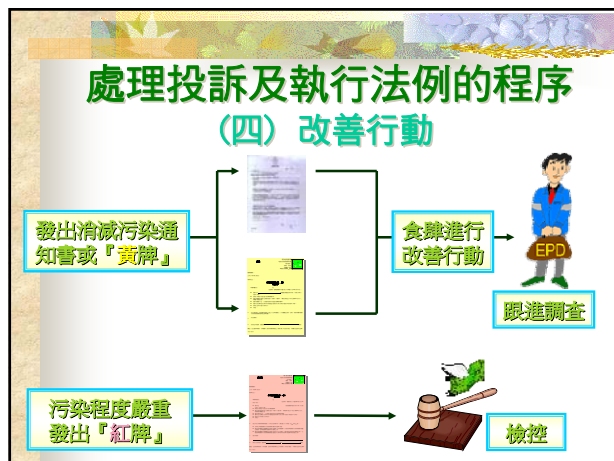 處理投訴及執行法例的程序
(四) 改善行動
發出消減污染通
知書或『黃牌』
食肆進行
改善行動
EPD
跟進調查
污染程度嚴重
發出『紅牌』
檢控